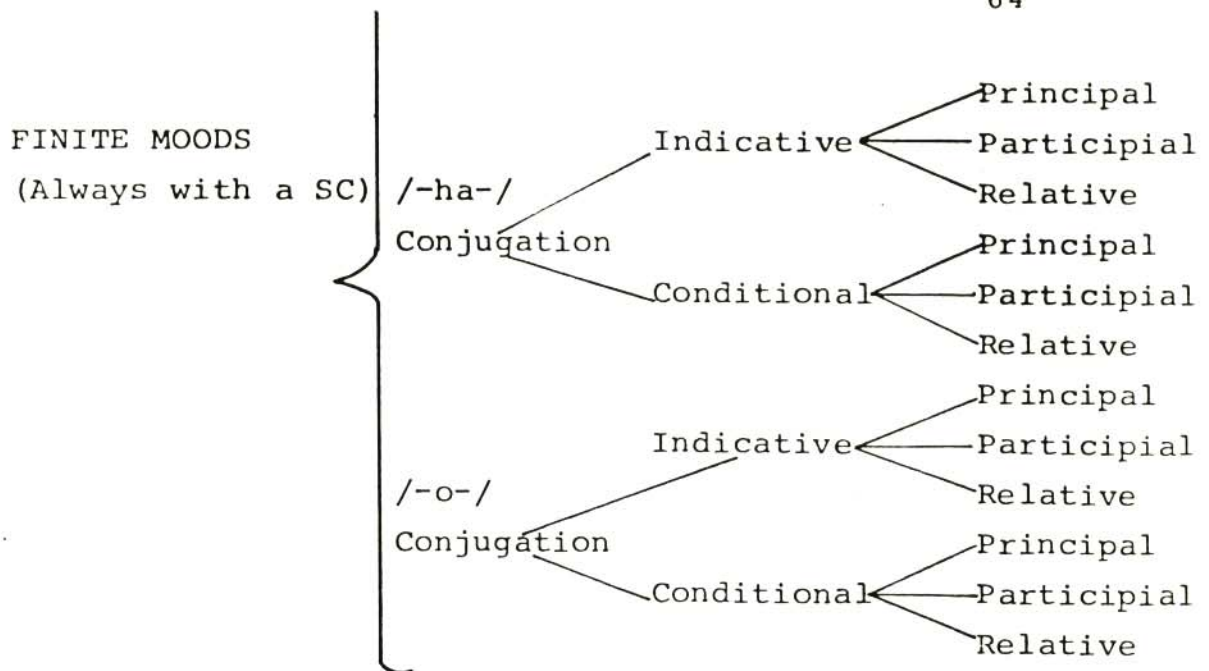 64
Principal
FINITE MOODS Indicative Participial
(Always with a SC) /-ha-/ Relative
Conjugation Principal
Conditional Participial
Relative
Principal
Indicative Participial
/-o-/ Relative
Conjugation Principal
Conditional Participial
Relative